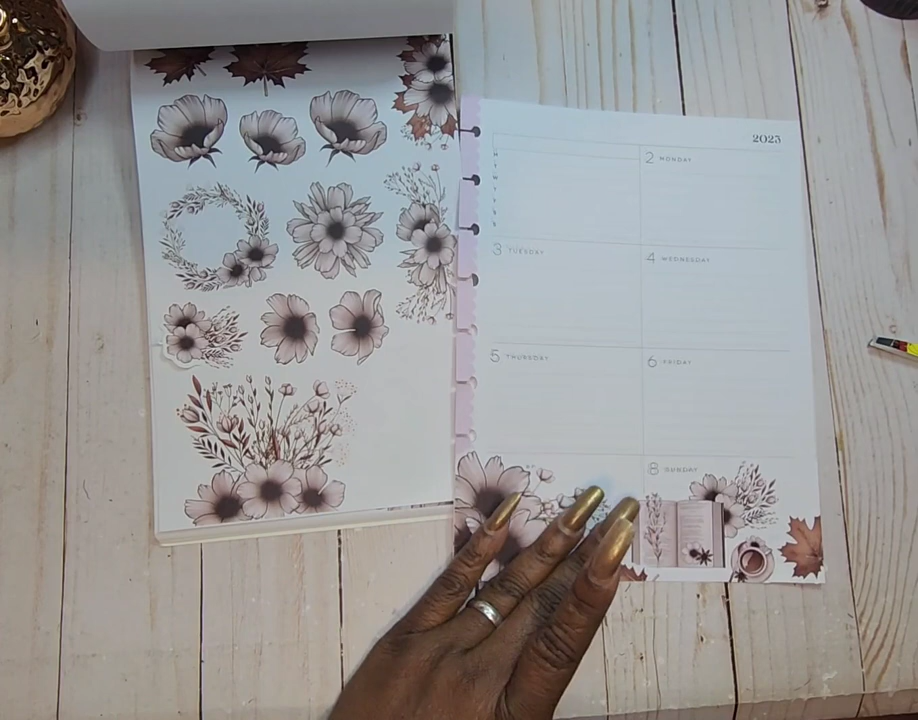 2025
2 MONDAY
3 TUESDAY
4 WEDNESDAY
5 THURSDAY
6 FRIDAY
8 SUNDAY